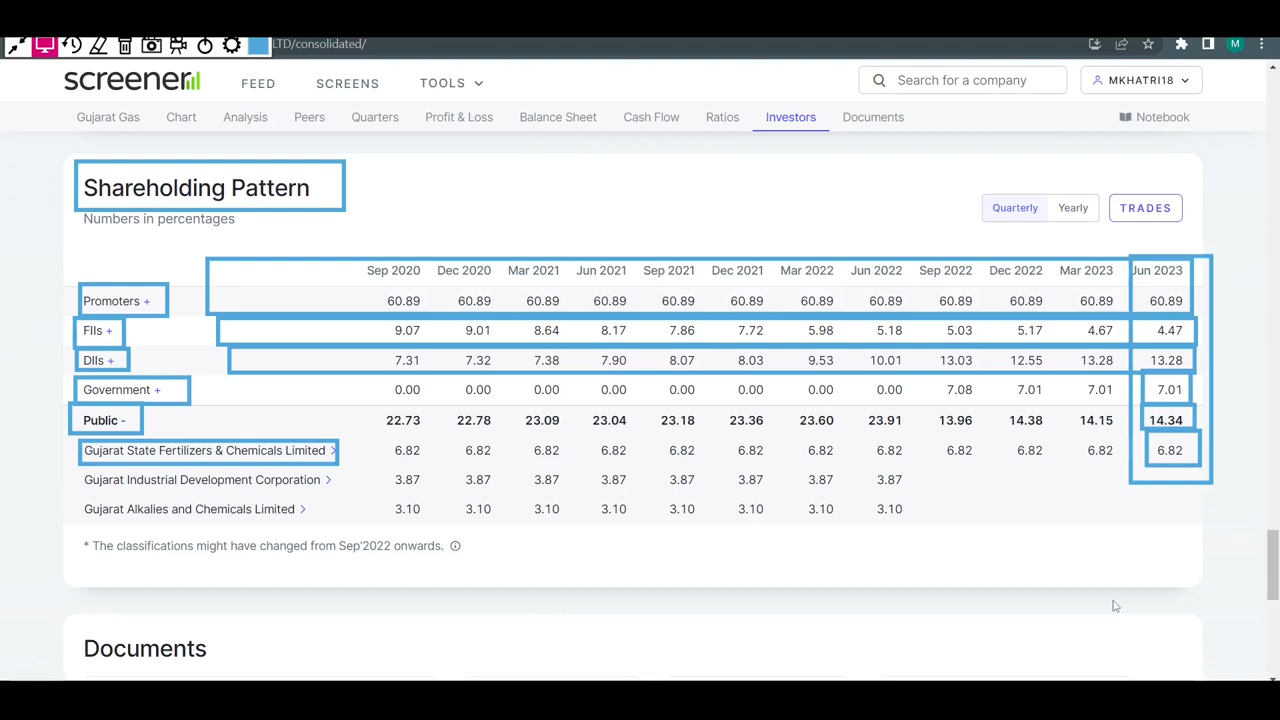 LTD/consolidated/
M
screener
FEED SCREENS TOOLS
Search for a company
MKHATRI18
Gujarat Gas Chart Analysis Peers Quarters Profit & Loss Balance Sheet Cash Flow Ratios Investors Documents Notebook
Shareholding Pattern
Numbers in percentages
Quarterly Yearly TRADES
Sep 2020 Dec 2020 Mar 2021 Jun 2021 Sep 2021 Dec 2021 Mar 2022 Jun 2022 Sep 2022 Dec 2022 Mar 2023 Jun 2023
Promoters + 60.89 60.89 60.89 60.89 60.89 60.89 60.89 60.89 60.89 60.89 60.89 60.89
FIIs + 9.07 9.01 8.64 8.17 7.86 7.72 5.98 5.18 5.03 5.17 4.67 4.47
DIIs + 7.31 7.32 7.38 7.90 8.07 8.03 9.53 10.01 13.03 12.55 13.28 13.28
Government + 0.00 0.00 0.00 0.00 0.00 0.00 0.00 0.00 7.08 7.01 7.01 7.01
Public - 22.73 22.78 23.09 23.04 23.18 23.36 23.60 23.91 13.96 14.38 14.15 14.34
Gujarat State Fertilizers & Chemicals Limited > 6.82 6.82 6.82 6.82 6.82 6.82 6.82 6.82 6.82 6.82 6.82 6.82
Gujarat Industrial Development Corporation > 3.87 3.87 3.87 3.87 3.87 3.87 3.87 3.87
Gujarat Alkalies and Chemicals Limited > 3.10 3.10 3.10 3.10 3.10 3.10 3.10 3.10
* The classifications might have changed from Sep'2022 onwards.
Documents